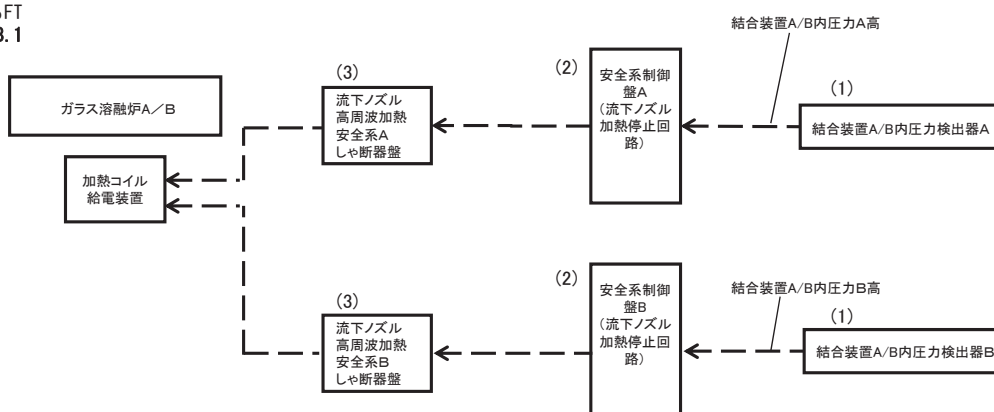 FT
3.1
ガラス溶融炉A／B
加熱コイル
給電装置
(3)
流下ノズル
高周波加熱
安全系A
しゃ断器盤
(2)
安全系制御
盤A
(流下ノズル
加熱停止回
路)
結合装置A/B内圧力A高
(1)
結合装置A/B内圧力検出器A
(3)
流下ノズル
高周波加熱
安全系B
しゃ断器盤
(2)
安全系制御
盤B
(流下ノズル
加熱停止回
路)
結合装置A/B内圧力B高
(1)
結合装置A/B内圧力検出器B